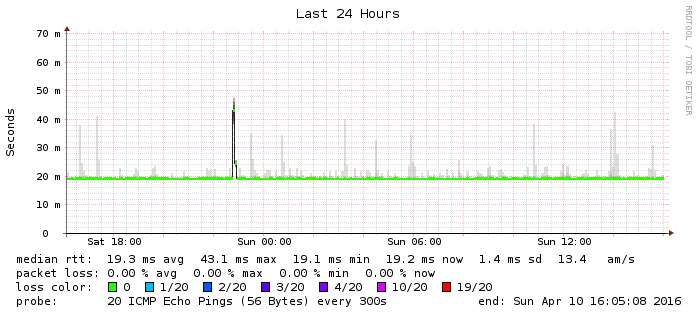 Last 24 Hours
RRDTOOL / TOBI OETIKER
Seconds
70 m
60 m
50 m
40 m
30 m
20 m
10 m
0
Sat 18:00 Sun 00:00 Sun 06:00 Sun 12:00
median rtt: 19.3 ms avg 43.1 ms max 19.1 ms min 19.2 ms now 1.4 ms sd 13.4 am/s
packet loss: 0.00 % avg 0.00 % max 0.00 % min 0.00 % now
loss color: 0 1/20 2/20 3/20 4/20 10/20 19/20
probe: 20 ICMP Echo Pings (56 Bytes) every 300s end: Sun Apr 10 16:05:08 2016